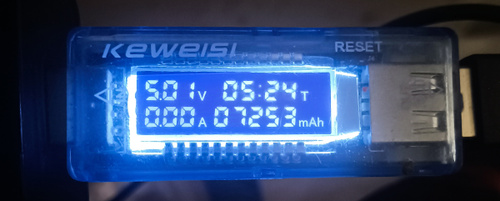 KEWEISI
RESET
5.01V 05:24T
0.00A 07253mAh